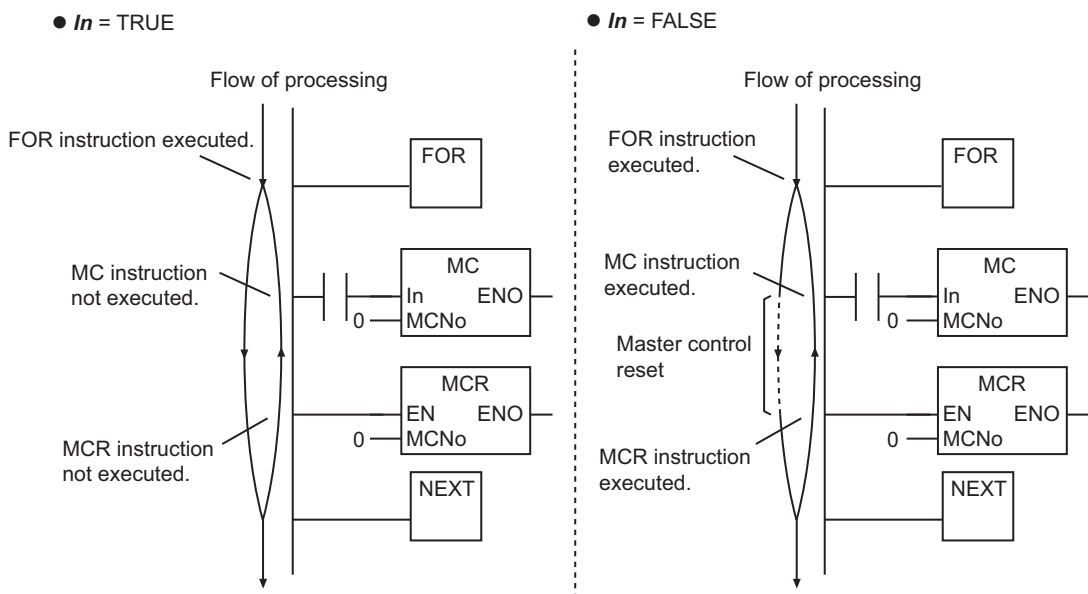 ● In = TRUE
Flow of processing
FOR instruction executed.
FOR
MC instruction
not executed.
MC
In ENO
0 MCNo
MCR
EN ENO
0 MCNo
MCR instruction
not executed.
NEXT
● In = FALSE
Flow of processing
FOR instruction
executed.
FOR
MC instruction
executed.
MC
In ENO
0 MCNo
Master control
reset
MCR
EN ENO
0 MCNo
MCR instruction
executed.
NEXT